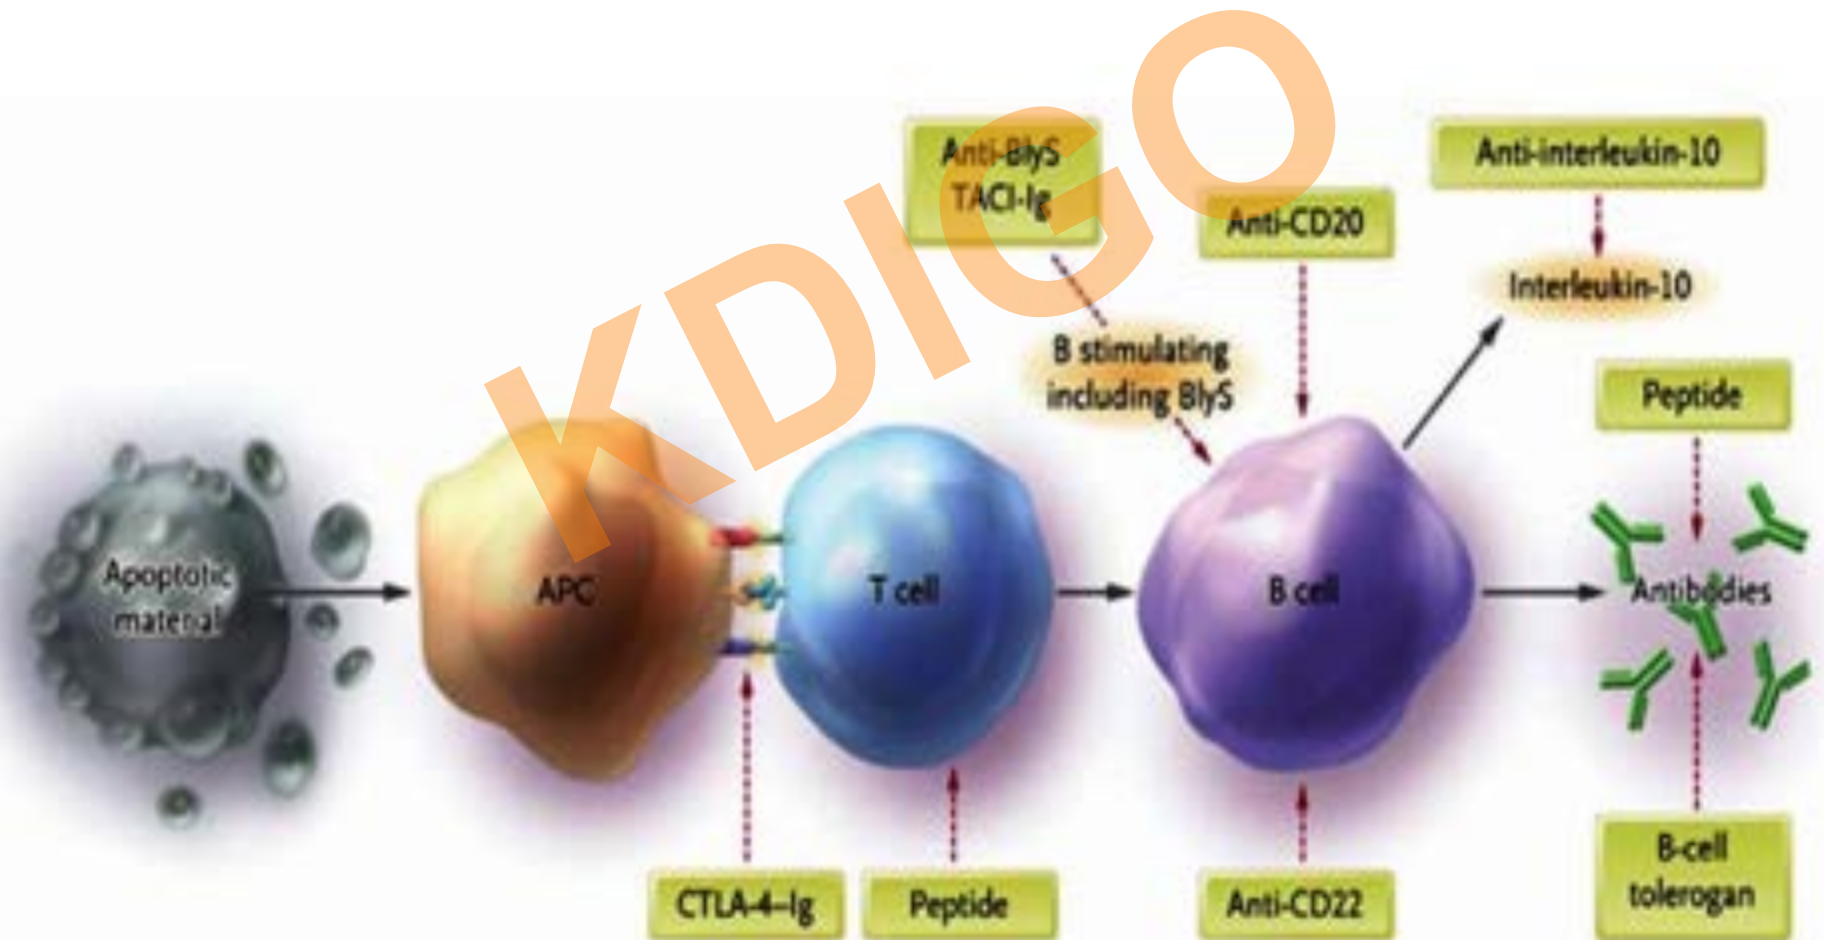 KDIGO
Anti-BlyS
TACI-Ig
Anti-CD20
Anti-interleukin-10
Interleukin-10
B stimulating
including BlyS
Peptide
Apoptotic
material
APC
T cell
B cell
Antibodies
CTLA-4–Ig
Peptide
Anti-CD22
B-cell
tolerogan